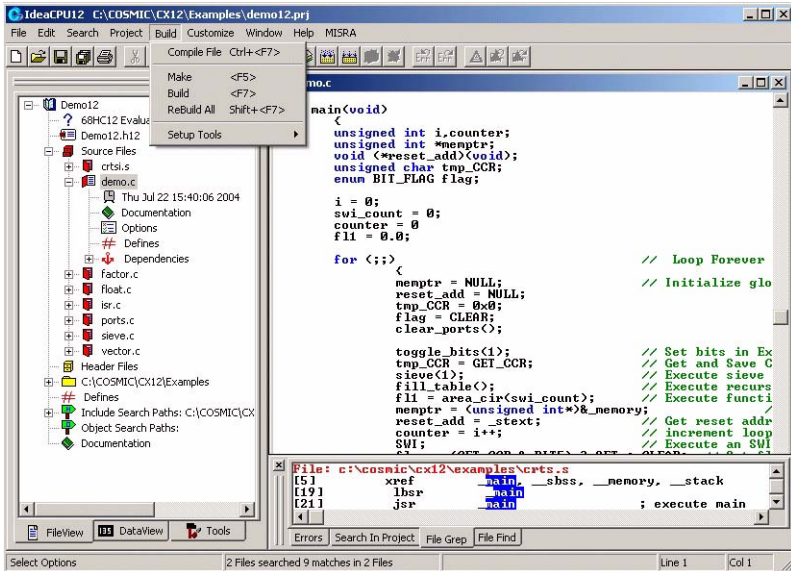 IdeaCPU12 C:\COSMIC\CX12\Examples\demo12.prj
File Edit Search Project Build Customize Window Help MISRA
Compile File Ctrl+<F7>
Make <F5>
Build <F7>
ReBuild All Shift+<F7>
Setup Tools
Demo12
68HC12 Evalua
Demo12.h12
Source Files
crtsi.s
demo.c
Thu Jul 22 15:40:06 2004
Documentation
Options
Defines
Dependencies
factor.c
float.c
isr.c
ports.c
sieve.c
vector.c
Header Files
C:\COSMIC\CX12\Examples
Defines
Include Search Paths: C:\COSMIC\CX
Object Search Paths:
Documentation
FileView DataView Tools
mo.c
main(void)
{
unsigned int i,counter;
unsigned int *memptr;
void (*reset_add)(void);
unsigned char tmp_CCR;
enum BIT_FLAG flag;
i = 0;
swi_count = 0;
counter = 0
fl1 = 0.0;
for (;;) // Loop Forever
{
memptr = NULL; // Initialize glo
reset_add = NULL;
tmp_CCR = 0x0;
flag = CLEAR;
clear_ports();
toggle_bits(1); // Set bits in Ex
tmp_CCR = GET_CCR; // Get and Save C
sieve(1); // Execute sieve
fill_table(); // Execute recurs
fl1 = area_cir(swi_count); // Execute functi
memptr = (unsigned int*)&_memory; /
reset_add = _stext; // Get reset addr
counter = i++; // increment loop
SWI; // Execute an SWI
File: c:\cosmic\cx12\examples\crts.s
[5] xref _main, __sbss, __memory, __stack
[19] lbsr _main
[21] jsr _main ; execute main
Errors Search In Project File Grep File Find
Select Options 2 Files searched 9 matches in 2 Files Line 1 Col 1